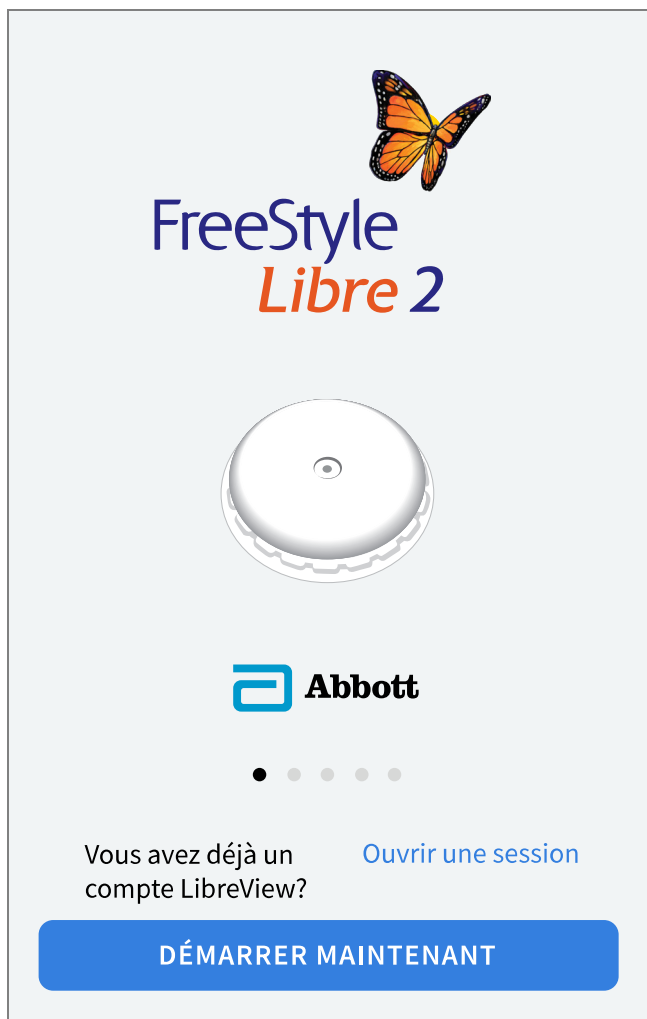 FreeStyle
Libre 2
Abbott
Vous avez déjà un
compte LibreView?
Ouvrir une session
DÉMARRER MAINTENANT